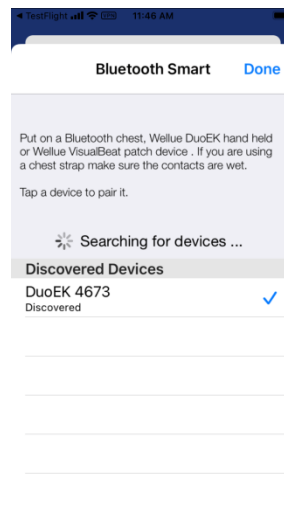 TestFlight VPN 11:46 AM
Bluetooth Smart Done
Put on a Bluetooth chest, Wellue DuoEK hand held
or Wellue VisualBeat patch device . If you are using
a chest strap make sure the contacts are wet.
Tap a device to pair it.
Searching for devices ...
Discovered Devices
DuoEK 4673
Discovered